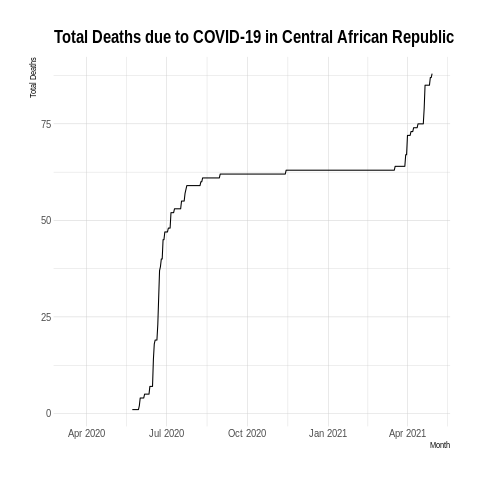 Total Deaths due to COVID-19 in Central African Republic
Total Deaths
75
50
25
0
Apr 2020 Jul 2020 Oct 2020 Jan 2021 Apr 2021
Month